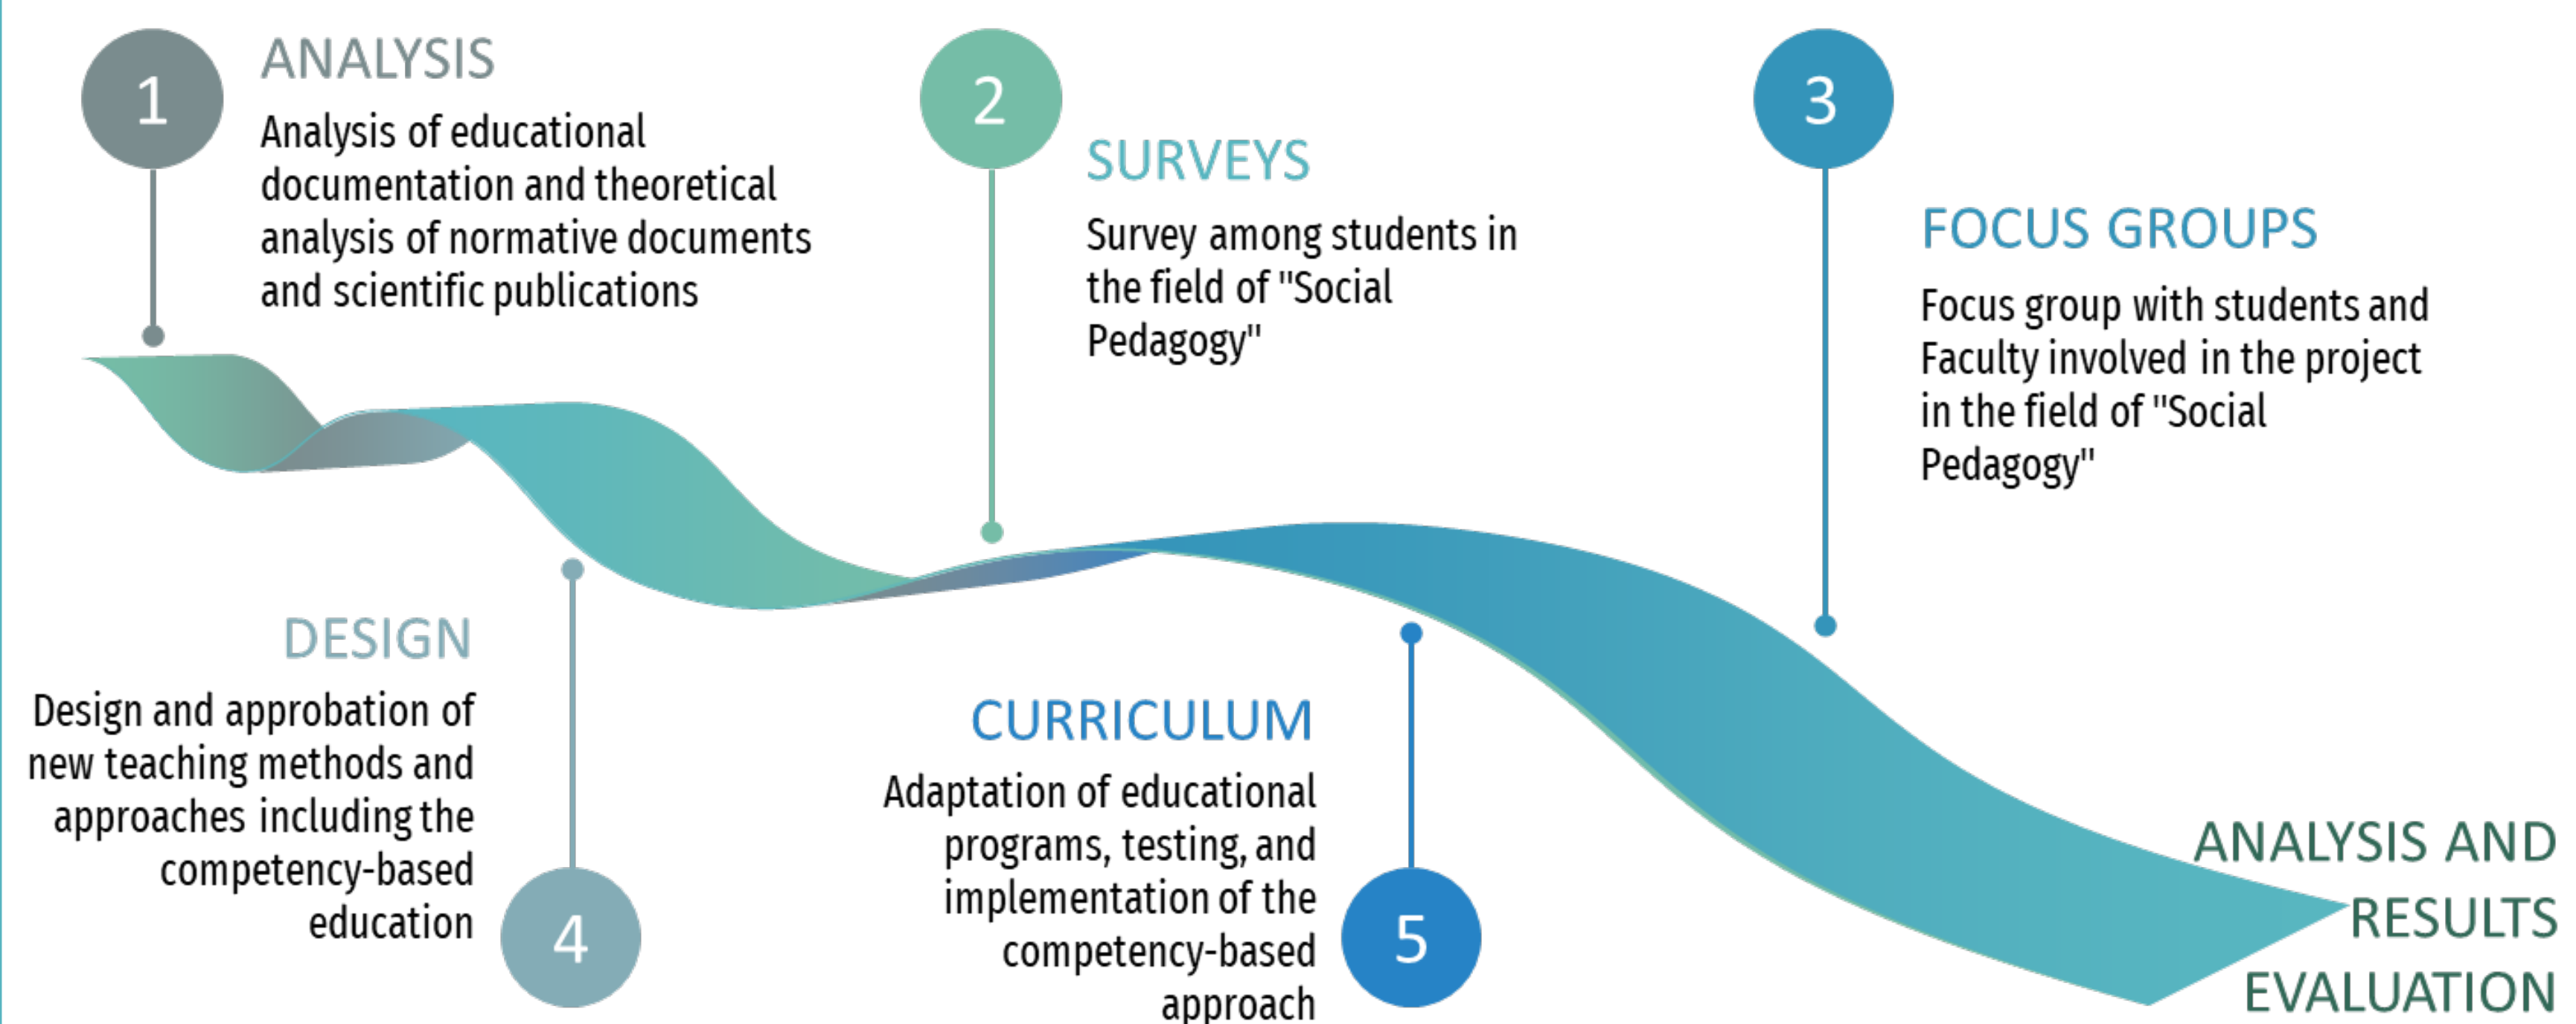 1
ANALYSIS
Analysis of educational
documentation and theoretical
analysis of normative documents
and scientific publications
2
SURVEYS
Survey among students in
the field of "Social
Pedagogy"
3
FOCUS GROUPS
Focus group with students and
Faculty involved in the project
in the field of "Social
Pedagogy"
DESIGN
Design and approbation of
new teaching methods and
approaches including the
competency-based
education
4
CURRICULUM
Adaptation of educational
programs, testing, and
implementation of the
competency-based
approach
5
ANALYSIS AND
RESULTS
EVALUATION